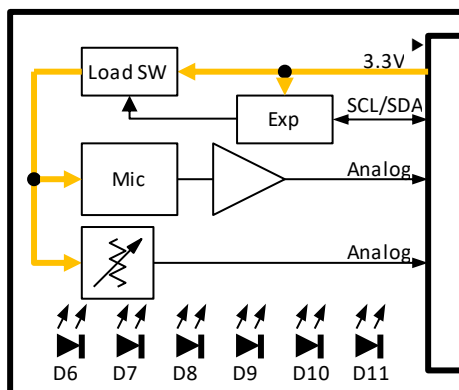 3.3V
Load SW
SCL/SDA
Exp
Mic
Analog
Analog
D6 D7 D8 D9 D10 D11